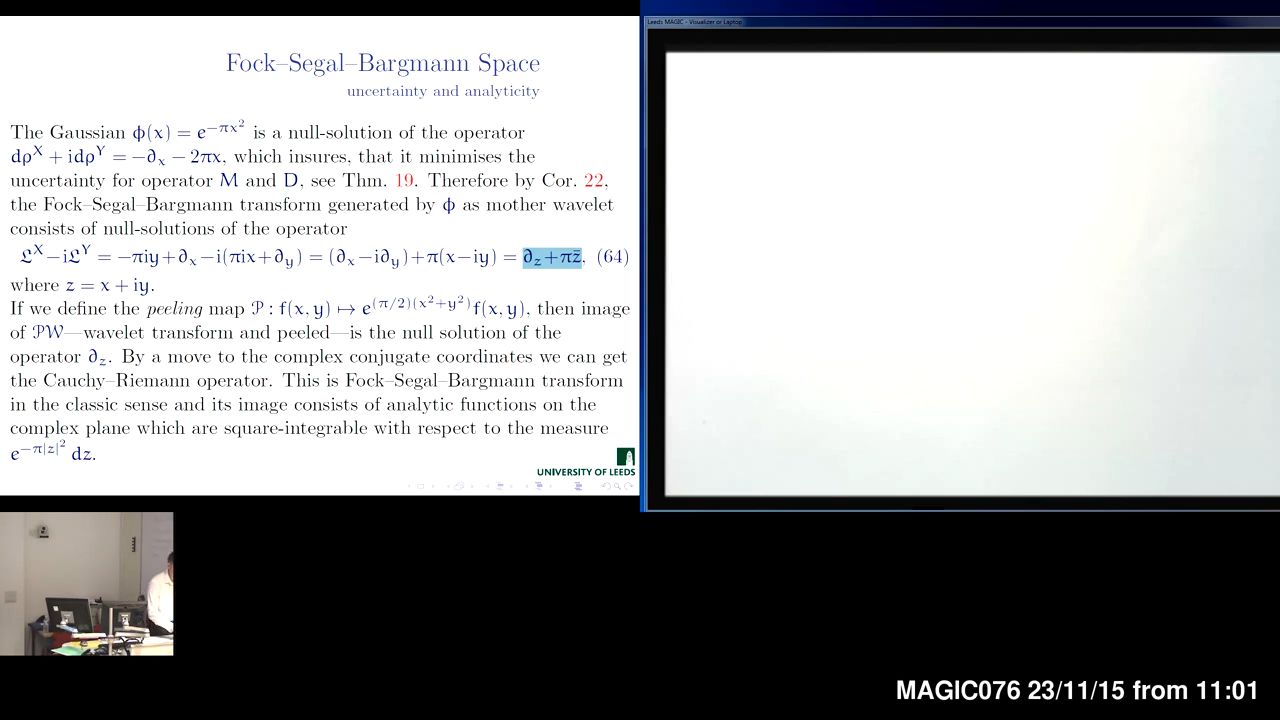 Leeds MAGIC - Visualizer or Laptop
Fock–Segal–Bargmann Space
uncertainty and analyticity
The Gaussian ϕ(x) = e^{−πx²} is a null-solution of the operator
dρ^X + idρ^Y = −∂_x − 2πx, which insures, that it minimises the
uncertainty for operator M and D, see Thm. 19. Therefore by Cor. 22,
the Fock–Segal–Bargmann transform generated by ϕ as mother wavelet
consists of null-solutions of the operator
𝔏^X−i𝔏^Y = −πiy+∂_x−i(πix+∂_y) = (∂_x−i∂_y)+π(x−iy) = ∂_z+πz̄, (64)
where z = x + iy.
If we define the peeling map 𝒫 : f(x, y) ↦ e^{(π/2)(x²+y²)}f(x, y), then image
of 𝒫𝒲—wavelet transform and peeled—is the null solution of the
operator ∂_z. By a move to the complex conjugate coordinates we can get
the Cauchy–Riemann operator. This is Fock–Segal–Bargmann transform
in the classic sense and its image consists of analytic functions on the
complex plane which are square-integrable with respect to the measure
e^{−π|z|²} dz.
UNIVERSITY OF LEEDS
MAGIC076 23/11/15 from 11:01